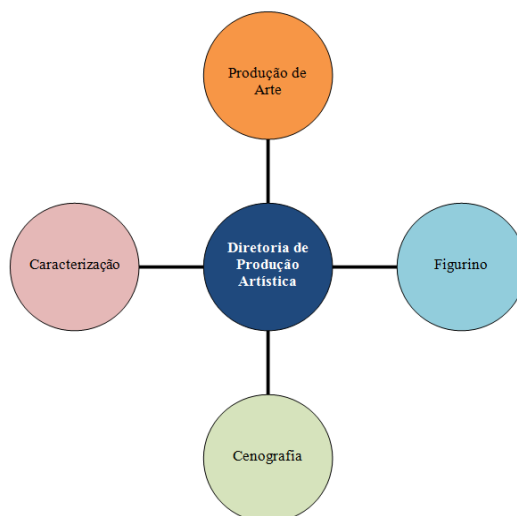 Produção de
Arte
Caracterização
Diretoria de
Produção
Artística
Figurino
Cenografia